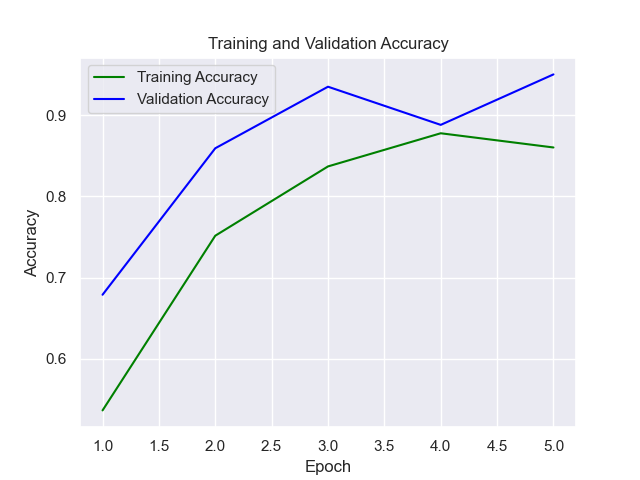 Training and Validation Accuracy
Training Accuracy
Validation Accuracy
Accuracy
0.9
0.8
0.7
0.6
1.0 1.5 2.0 2.5 3.0 3.5 4.0 4.5 5.0
Epoch